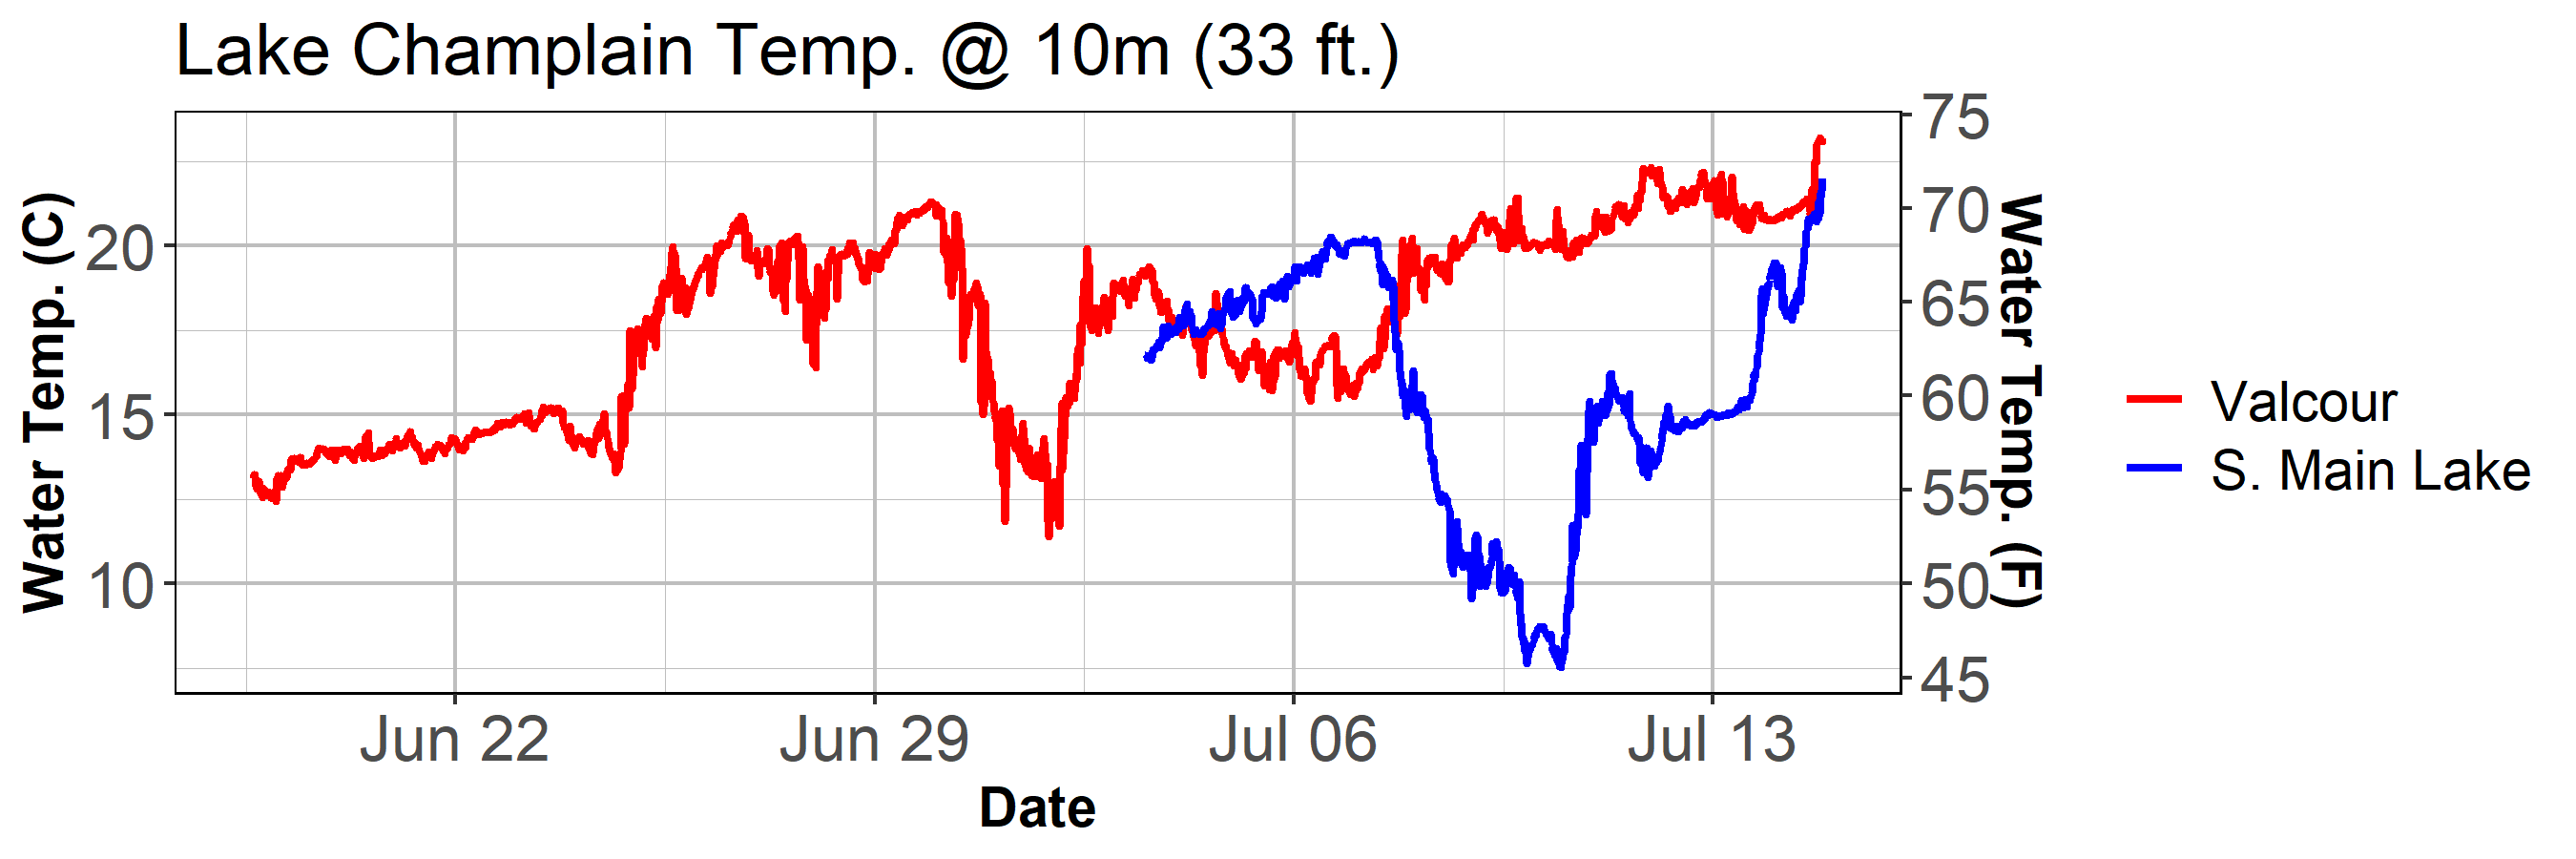 Lake Champlain Temp. @ 10m (33 ft.)
Water Temp. (C)
20
15
10
75
70
65
60
55
50
45
Water Temp. (F)
Jun 22
Jun 29
Jul 06
Jul 13
Date
Valcour
S. Main Lake